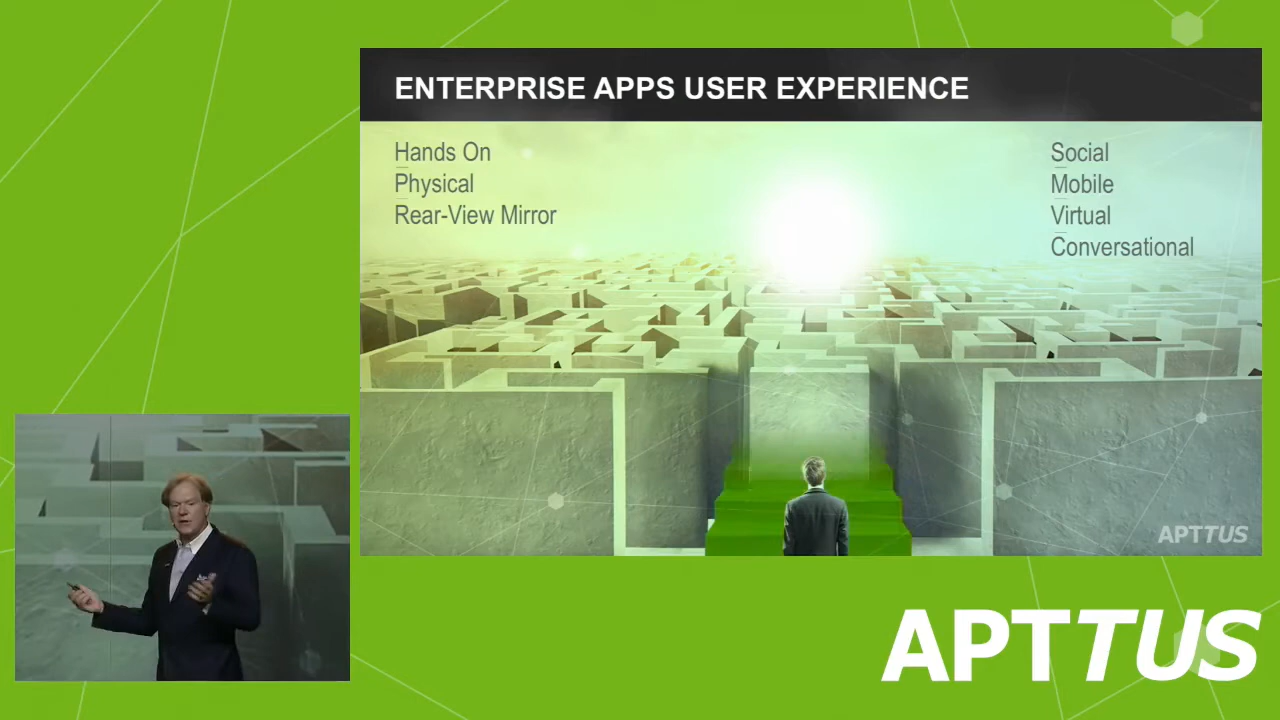 ENTERPRISE APPS USER EXPERIENCE
Hands On
Physical
Rear-View Mirror
Social
Mobile
Virtual
Conversational
APTTUS
APTTUS